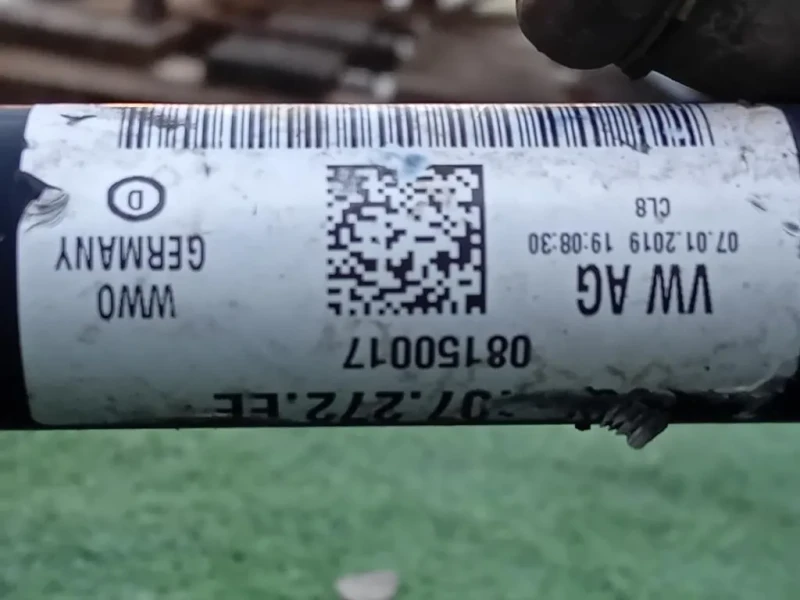 07.272.EE
08150017
VW AG
07.01.2019 19:08:30
CL8
WWO
GERMANY
D